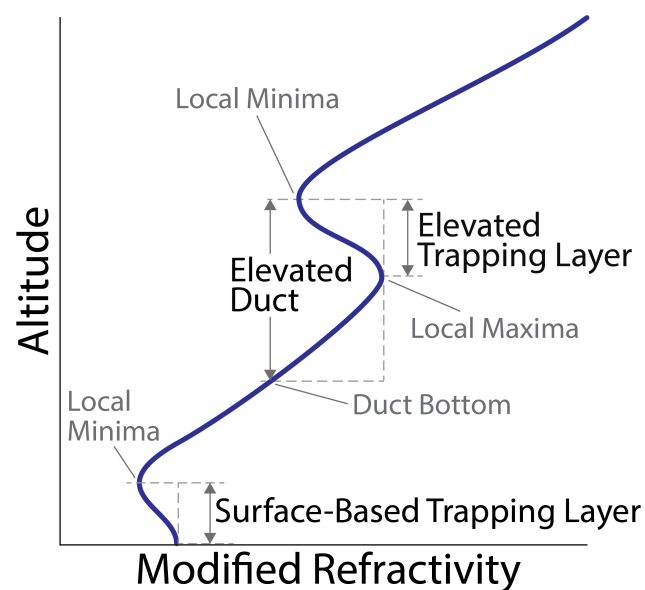 Local Minima
Elevated
Trapping Layer
Elevated
Duct
Local Maxima
Duct Bottom
Local
Minima
Surface-Based Trapping Layer
Altitude
Modified Refractivity